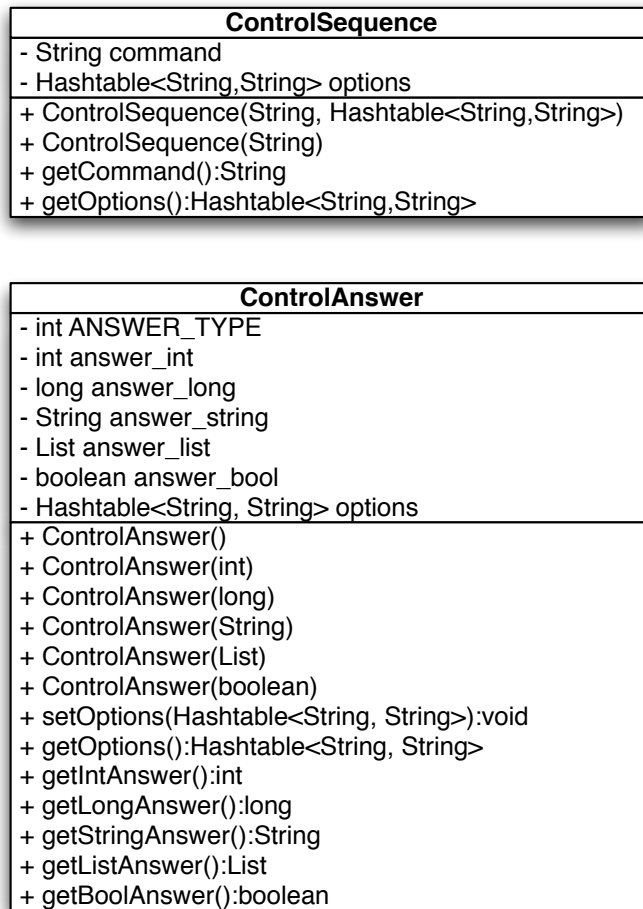 ControlSequence
- String command
- Hashtable<String,String> options
+ ControlSequence(String, Hashtable<String,String>)
+ ControlSequence(String)
+ getCommand():String
+ getOptions():Hashtable<String,String>
ControlAnswer
- int ANSWER_TYPE
- int answer_int
- long answer_long
- String answer_string
- List answer_list
- boolean answer_bool
- Hashtable<String, String> options
+ ControlAnswer()
+ ControlAnswer(int)
+ ControlAnswer(long)
+ ControlAnswer(String)
+ ControlAnswer(List)
+ ControlAnswer(boolean)
+ setOptions(Hashtable<String, String>):void
+ getOptions():Hashtable<String, String>
+ getIntAnswer():int
+ getLongAnswer():long
+ getStringAnswer():String
+ getListAnswer():List
+ getBoolAnswer():boolean